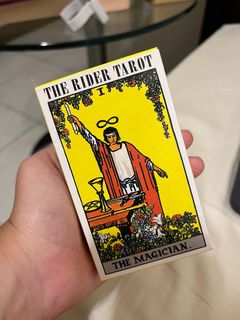 THE RIDER TAROT
I
THE MAGICIAN.